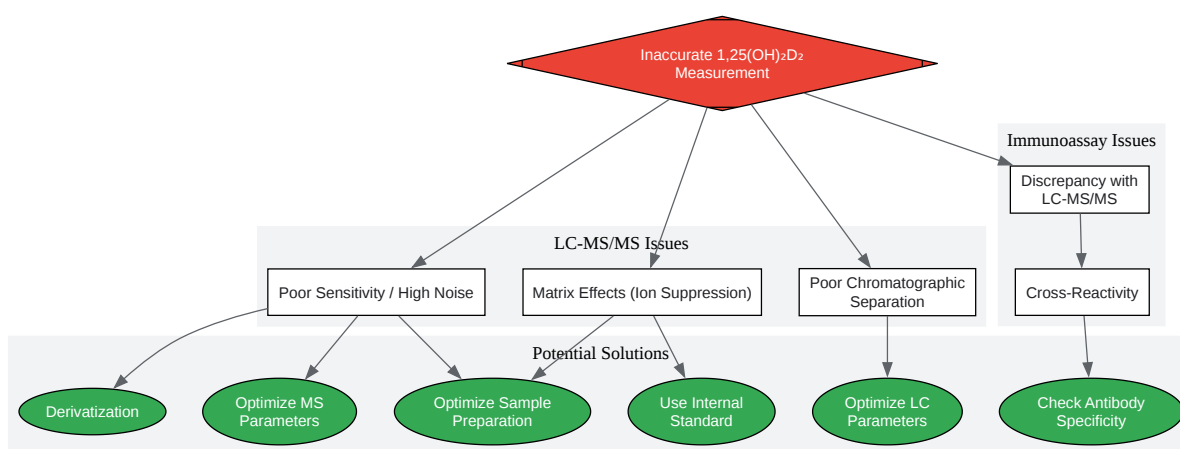 Inaccurate 1,25(OH)₂D₂
Measurement
Immunoassay Issues
Discrepancy with
LC-MS/MS
LC-MS/MS Issues
Poor Sensitivity / High Noise
Matrix Effects (Ion Suppression)
Poor Chromatographic
Separation
Cross-Reactivity
Potential Solutions
Derivatization
Optimize MS
Parameters
Optimize Sample
Preparation
Use Internal
Standard
Optimize LC
Parameters
Check Antibody
Specificity